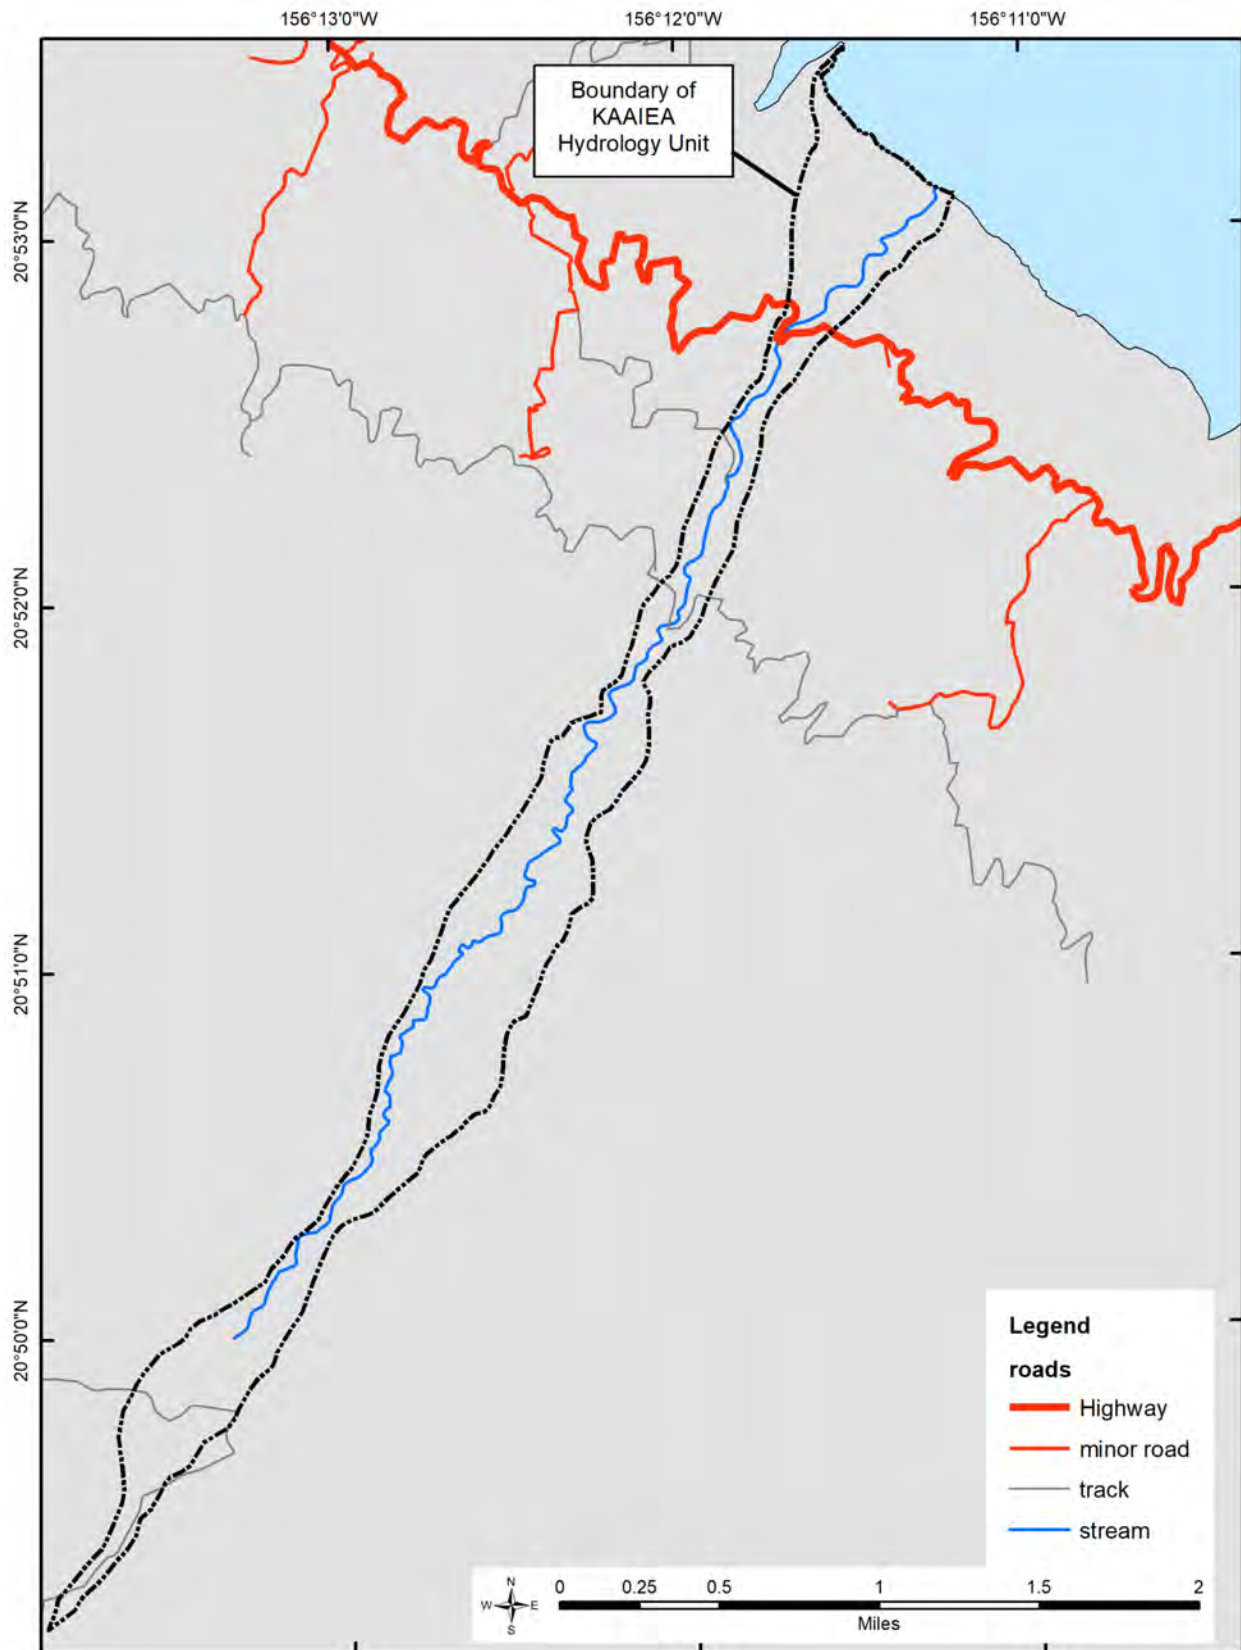 156°13'0"W
156°12'0"W
156°11'0"W
Boundary of
KAAIEA
Hydrology Unit
20°53'0"N
20°52'0"N
20°51'0"N
20°50'0"N
Legend
roads
Highway
minor road
track
stream
N
W E
S
0 0.25 0.5 1 1.5 2
Miles